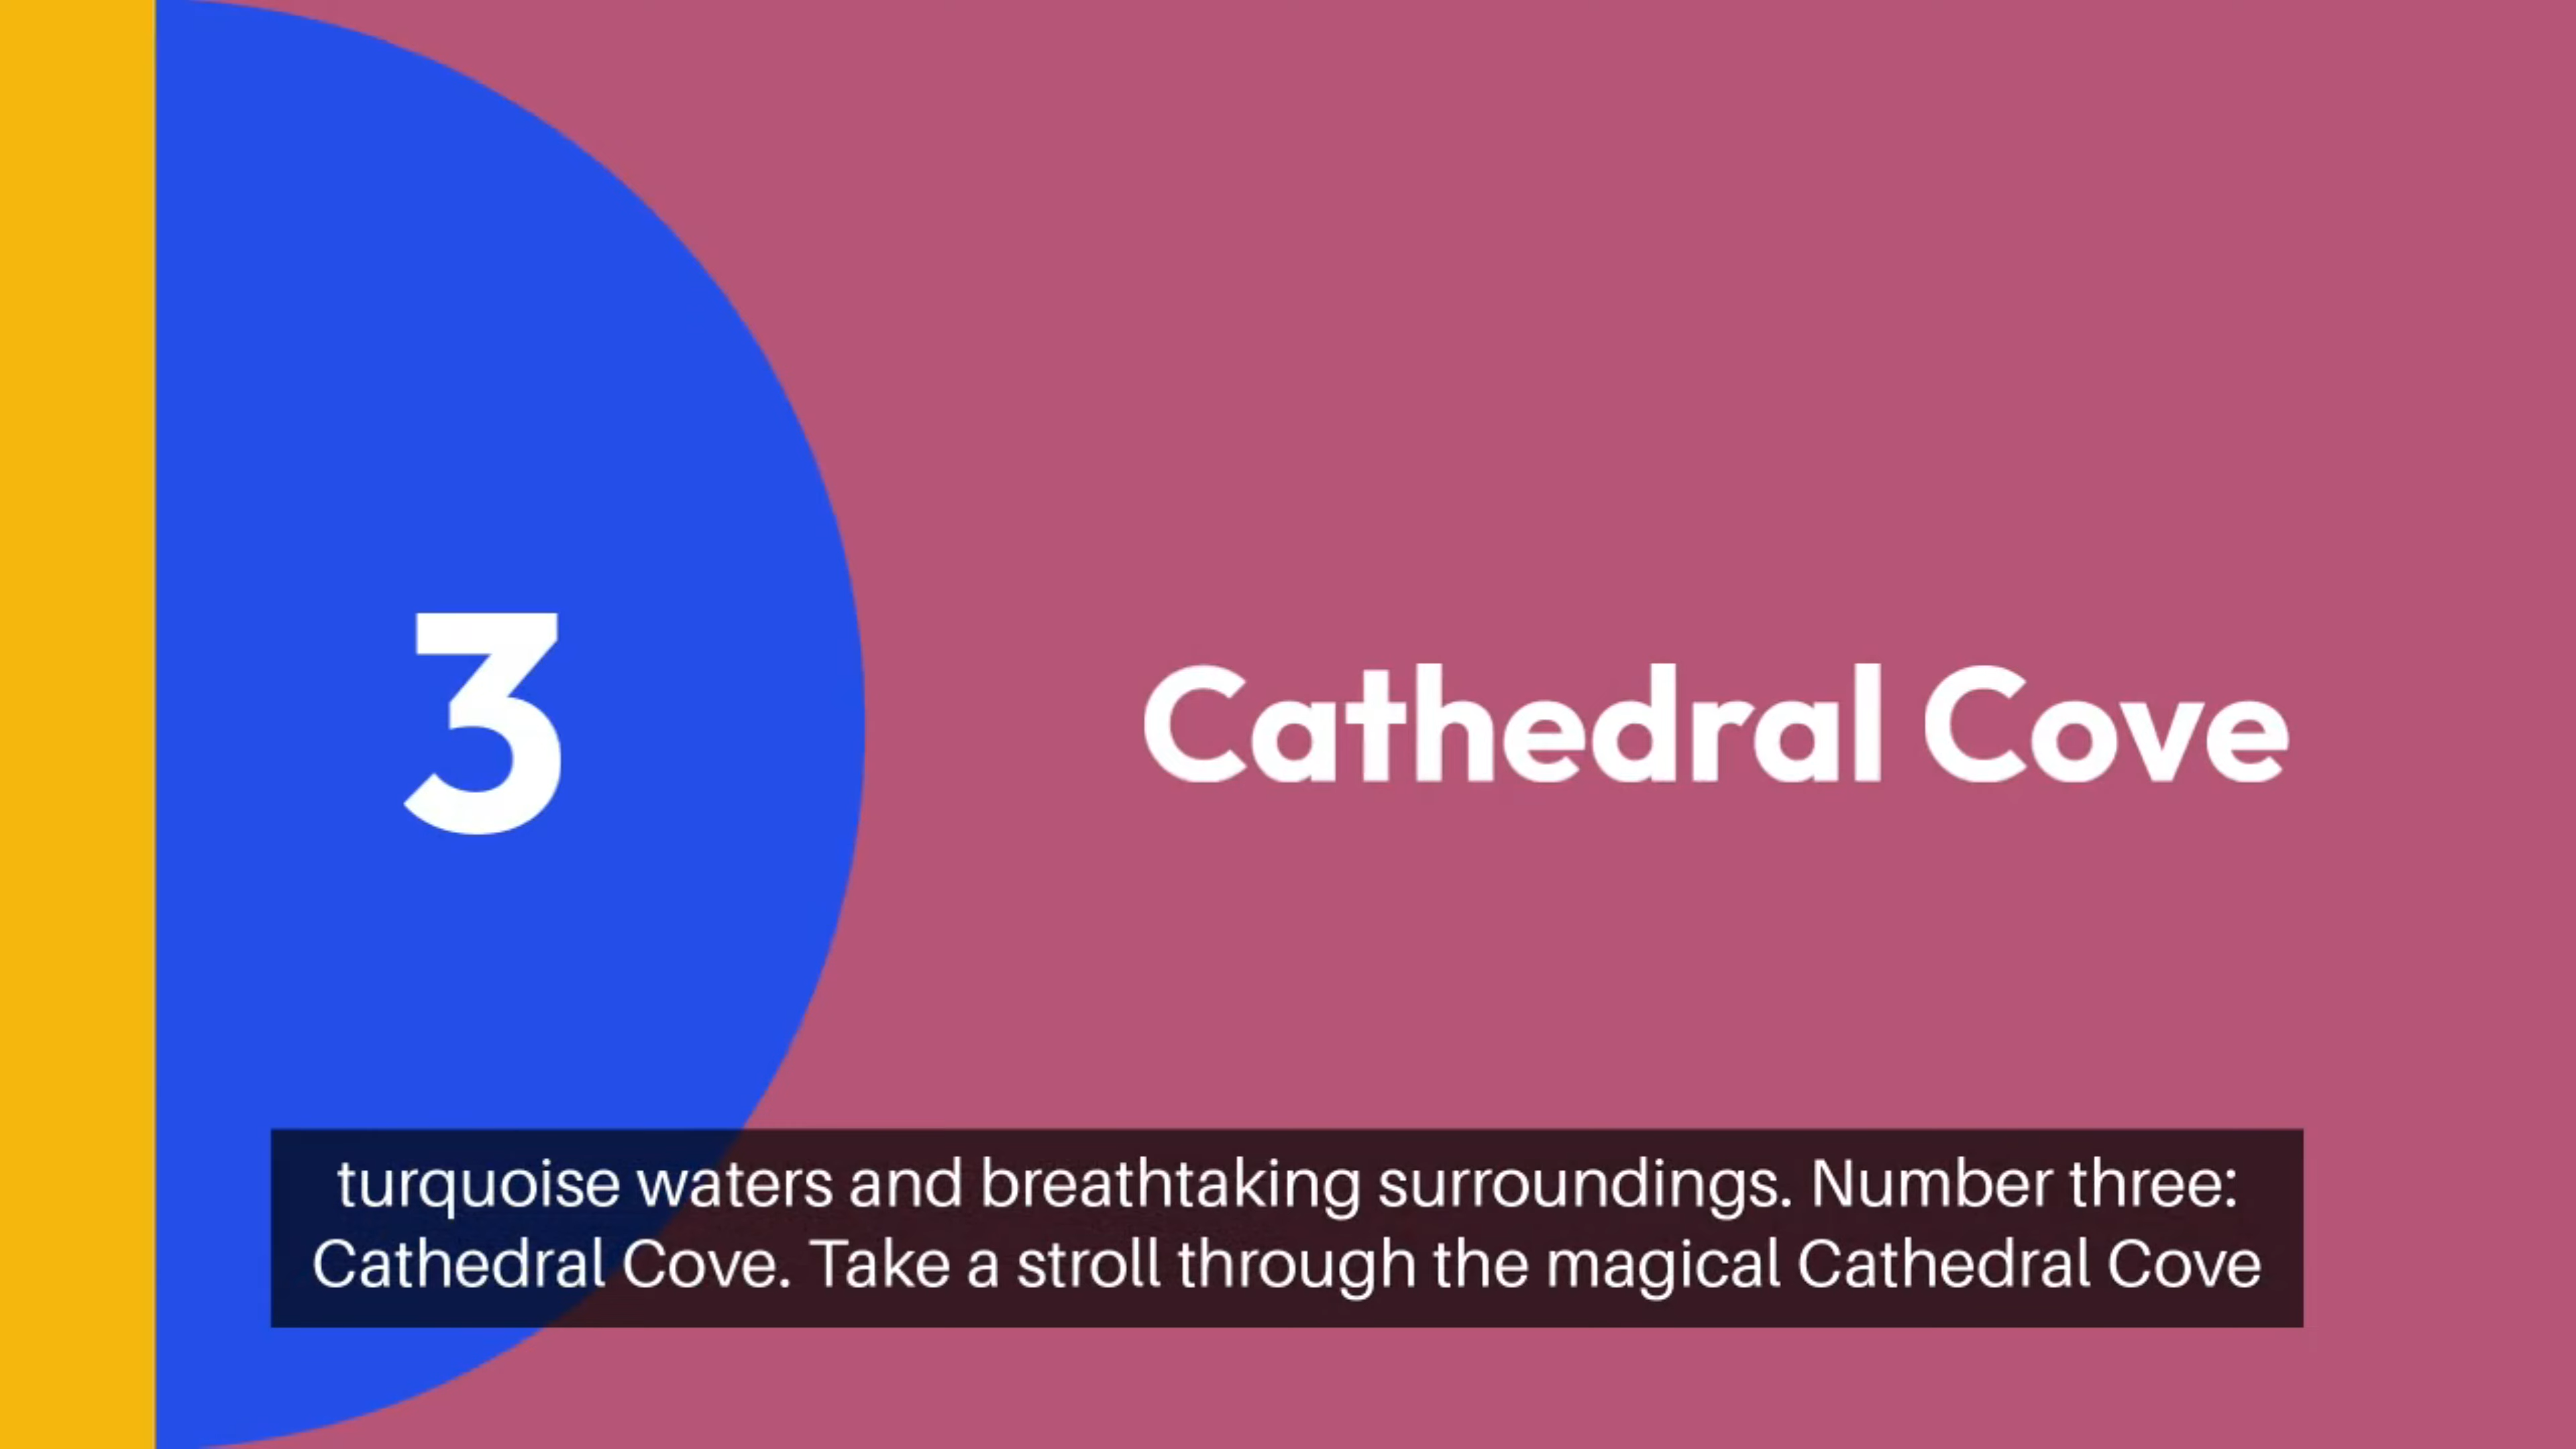 3
Cathedral Cove
turquoise waters and breathtaking surroundings. Number three:
Cathedral Cove. Take a stroll through the magical Cathedral Cove